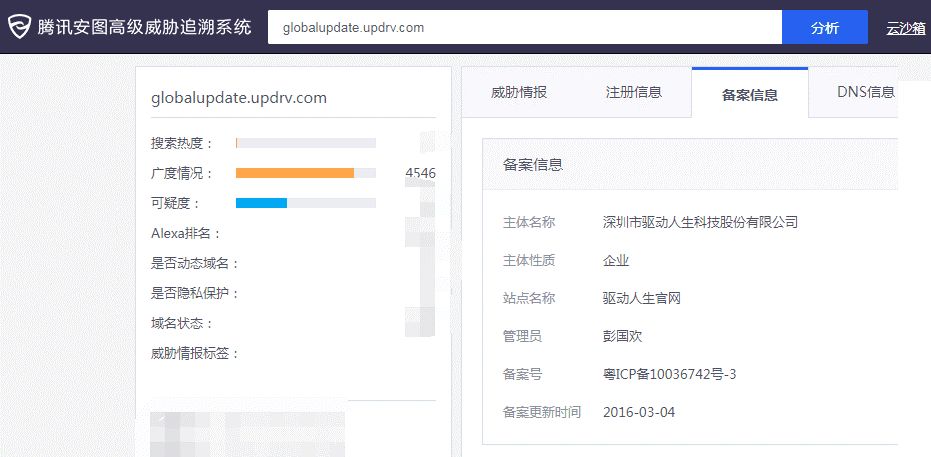 腾讯安图高级威胁追溯系统
globalupdate.updrv.com
分析
云沙箱
globalupdate.updrv.com
搜索热度：
广度情况： 4546
可疑度：
Alexa排名：
是否动态域名：
是否隐私保护：
域名状态：
威胁情报标签：
威胁情报 注册信息 备案信息 DNS信息
备案信息
主体名称 深圳市驱动人生科技股份有限公司
主体性质 企业
站点名称 驱动人生官网
管理员 彭国欢
备案号 粤ICP备10036742号-3
备案更新时间 2016-03-04